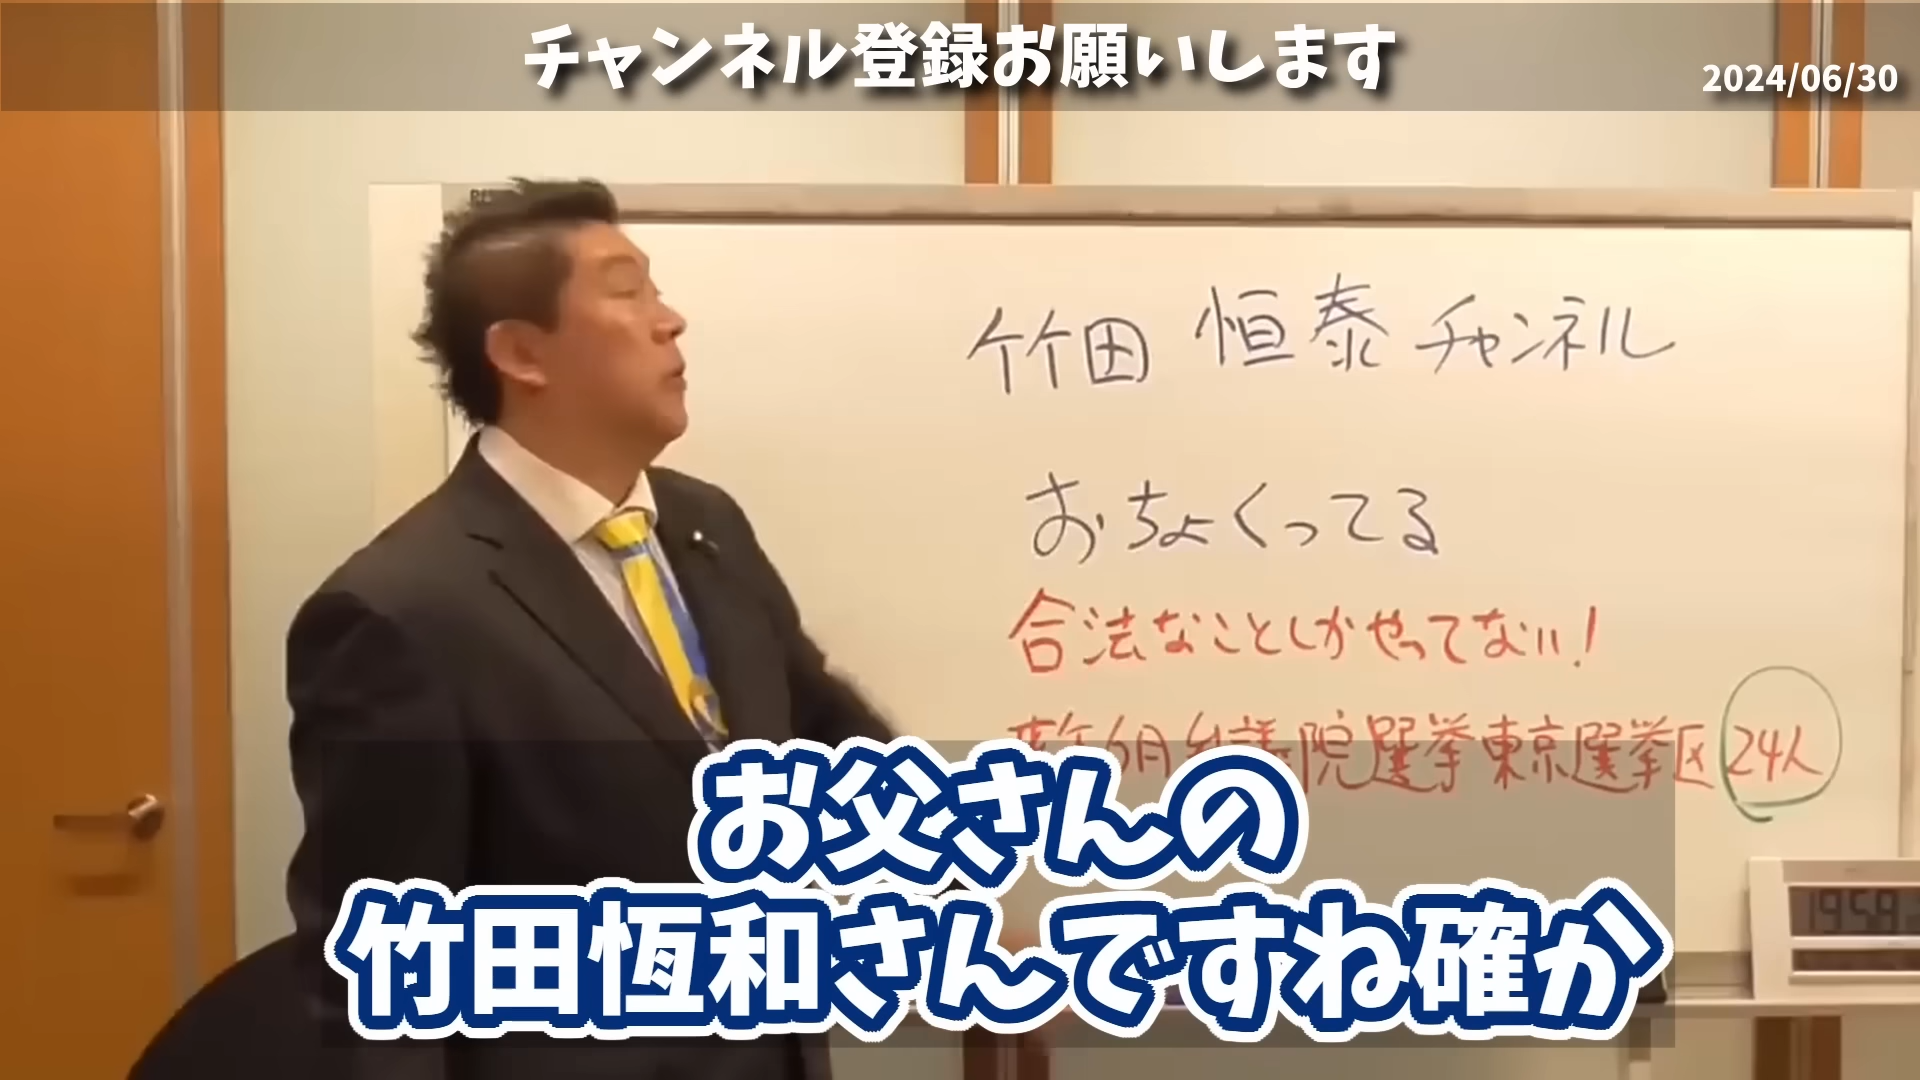 チャンネル登録お願いします
2024/06/30
竹田 恒泰チャンネル
おちょくってる
合法なことしかやってない!
院選挙東京選挙区24人
お父さんの
竹田恆和さんですね確か